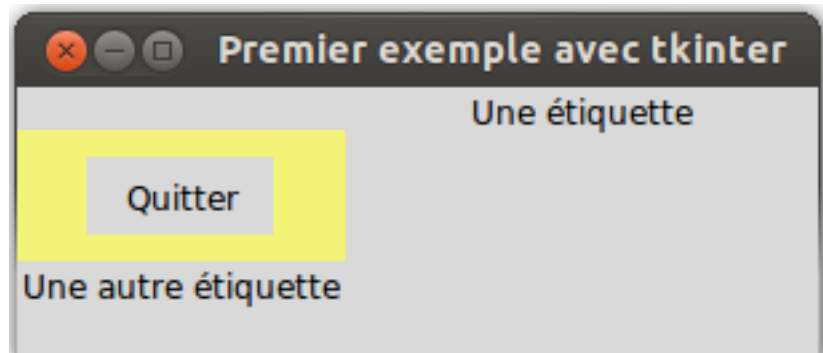 Premier exemple avec tkinter
Une étiquette
Quitter
Une autre étiquette